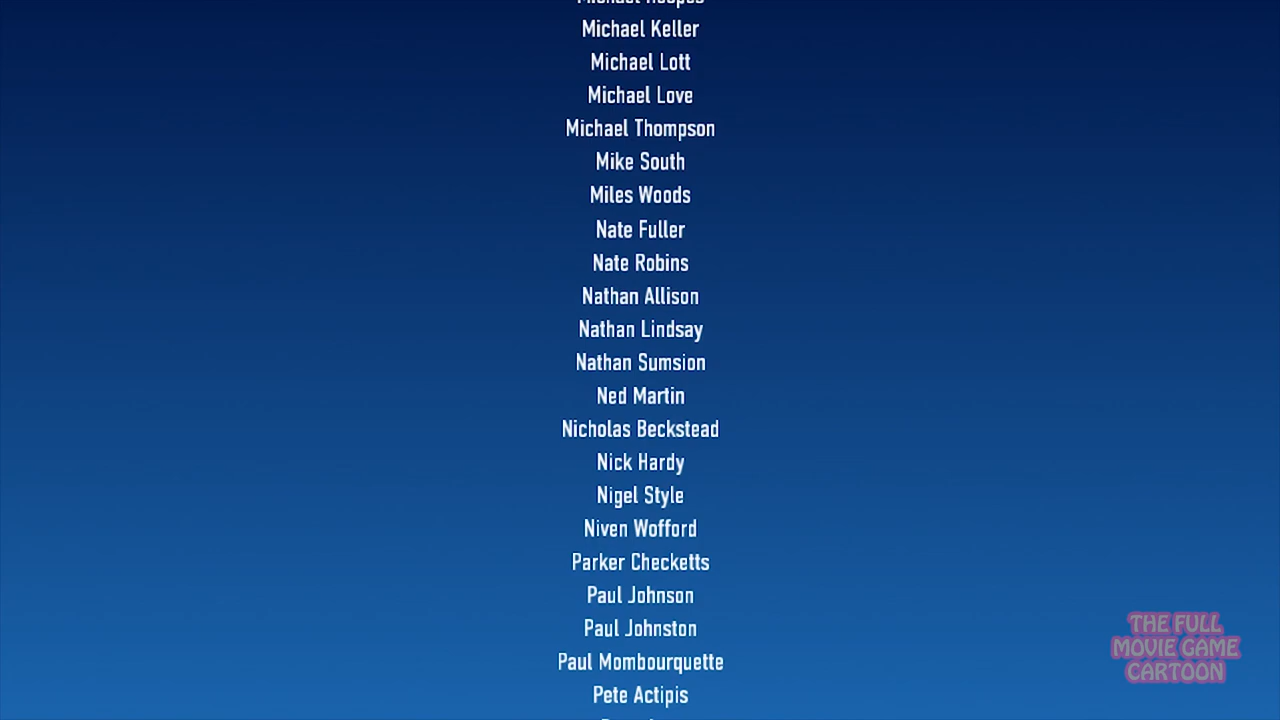 Michael Keller
Michael Lott
Michael Love
Michael Thompson
Mike South
Miles Woods
Nate Fuller
Nate Robins
Nathan Allison
Nathan Lindsay
Nathan Sumsion
Ned Martin
Nicholas Beckstead
Nick Hardy
Nigel Style
Niven Wofford
Parker Checketts
Paul Johnson
Paul Johnston
Paul Mombourquette
Pete Actipis
THE FULL
MOVIE GAME
CARTOON